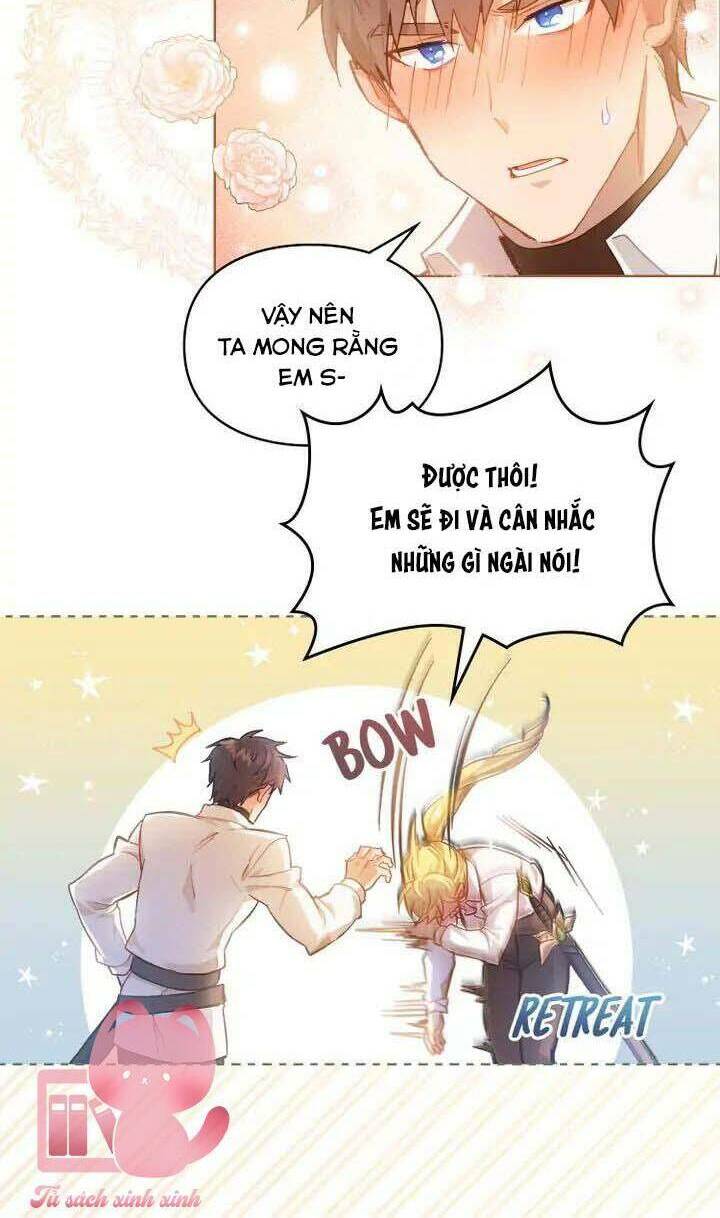 VẬY NÊN
TA MONG RẰNG
EM S-
ĐƯỢC THÔI!
EM SẼ ĐI VÀ CÂN NHẮC
NHỮNG GÌ NGÀI NÓI!
BOW
RETREAT
Tủ sách xinh xinh